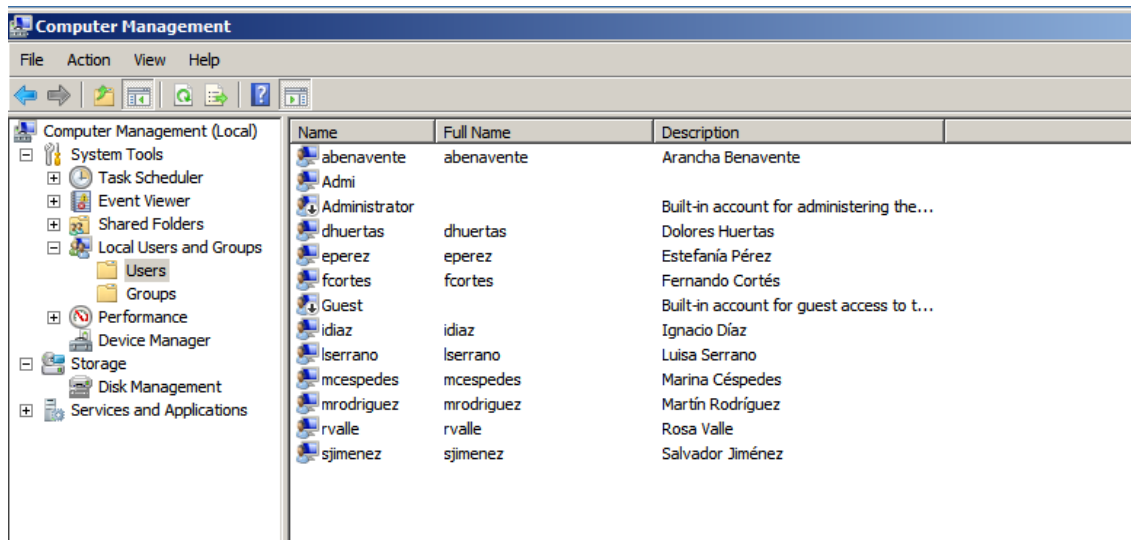 Computer Management
File Action View Help
Computer Management (Local)
System Tools
Task Scheduler
Event Viewer
Shared Folders
Local Users and Groups
Users
Groups
Performance
Device Manager
Storage
Disk Management
Services and Applications
Name Full Name Description
abenavente abenavente Arancha Benavente
Admi
Administrator Built-in account for administering the...
dhuertas dhuertas Dolores Huertas
eperez eperez Estefanía Pérez
fcortes fcortes Fernando Cortés
Guest Built-in account for guest access to t...
idiaz idiaz Ignacio Díaz
lserrano lserrano Luisa Serrano
mcespedes mcespedes Marina Céspedes
mrodriguez mrodriguez Martín Rodríguez
rvalle rvalle Rosa Valle
sjimenez sjimenez Salvador Jiménez